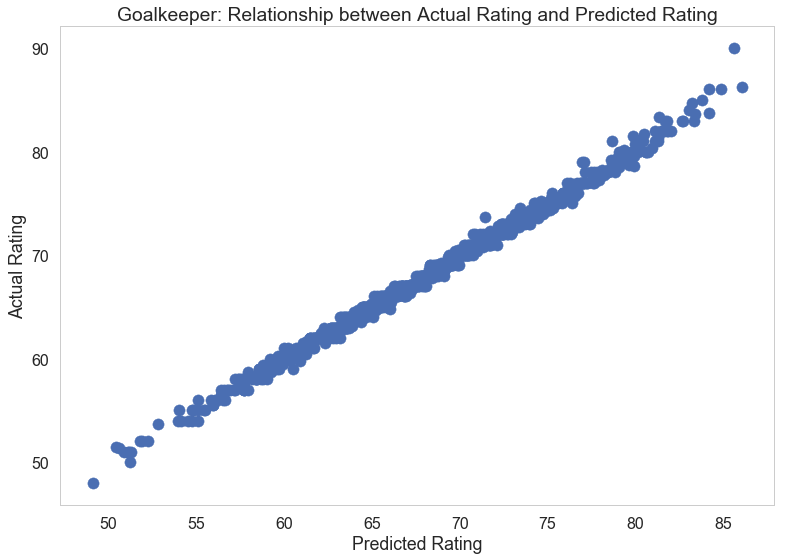 Goalkeeper: Relationship between Actual Rating and Predicted Rating
90
80
70
60
50
Actual Rating
50 55 60 65 70 75 80 85
Predicted Rating